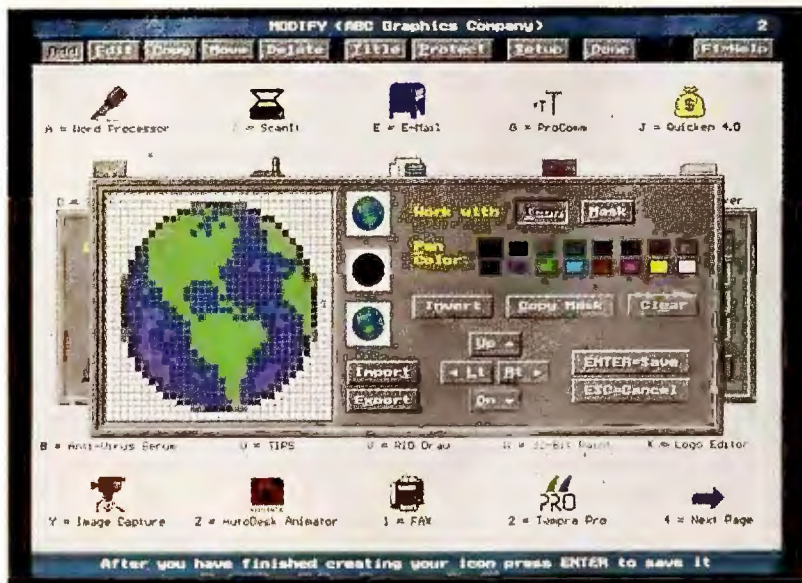 MODIFY (ABC Graphics Company) 2
Add Edit Copy Move Delete Title Protect Setup Done F1=Help
A = Word Processor
= ScanIt
E = E-Mail
G = ProComm
J = Quicken 4.0
Work with Icon Mask
Pen Color:
Invert Copy Mask Clear
Up
Lt Rt
Dn
Import
Export
ENTER=Save
ESC=Cancel
B = Anti-Virus Serum
U = TIPS
= RIO Draw
= 32-Bit Paint
K = Logo Editor
Y = Image Capture
Z = AutoDesk Animator
1 = FAX
PRO
2 = Tempra Pro
4 = Next Page
After you have finished creating your icon press ENTER to save it